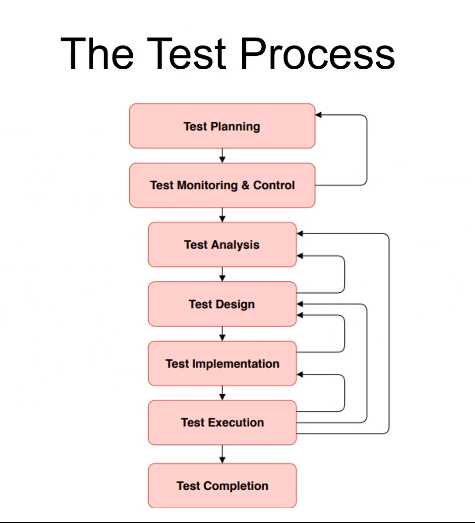 The Test Process
Test Planning
Test Monitoring & Control
Test Analysis
Test Design
Test Implementation
Test Execution
Test Completion